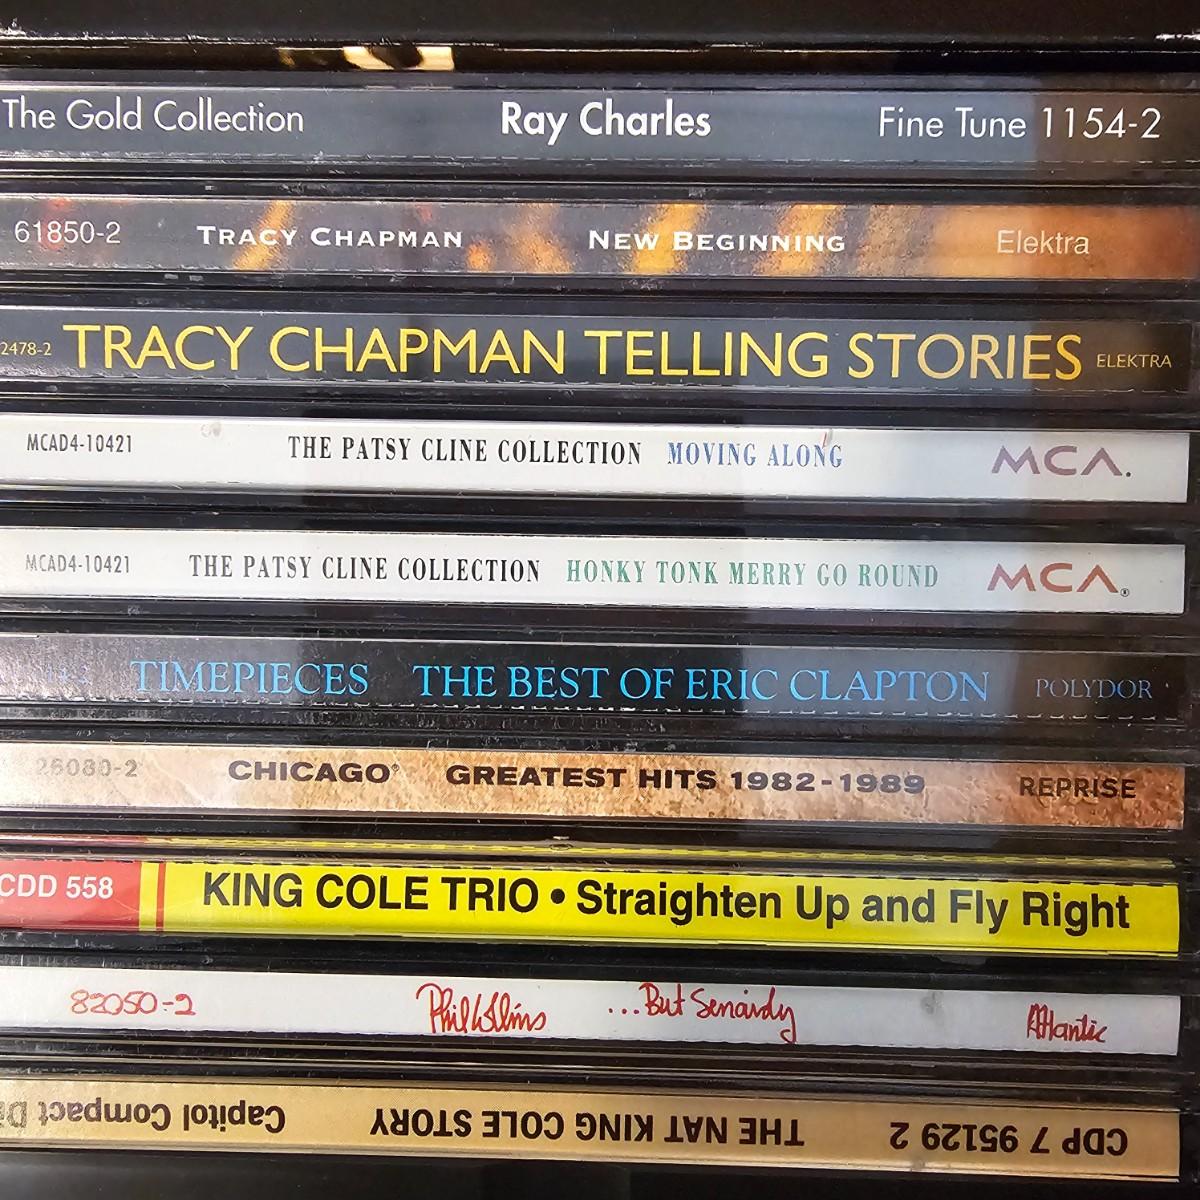 The Gold Collection Ray Charles Fine Tune 1154-2
61850-2 TRACY CHAPMAN NEW BEGINNING Elektra
2478-2 TRACY CHAPMAN TELLING STORIES ELEKTRA
MCAD4-10421 THE PATSY CLINE COLLECTION MOVING ALONG MCA.
MCAD4-10421 THE PATSY CLINE COLLECTION HONKY TONK MERRY GO ROUND MCA®
TIMEPIECES THE BEST OF ERIC CLAPTON POLYDOR
26080-2 CHICAGO® GREATEST HITS 1982-1989 REPRISE
CDD 558 KING COLE TRIO • Straighten Up and Fly Right
82050-2 Phil Collins ...But Seriously Atlantic
CDP 7 95129 2 THE NAT KING COLE STORY Capitol Compact Di